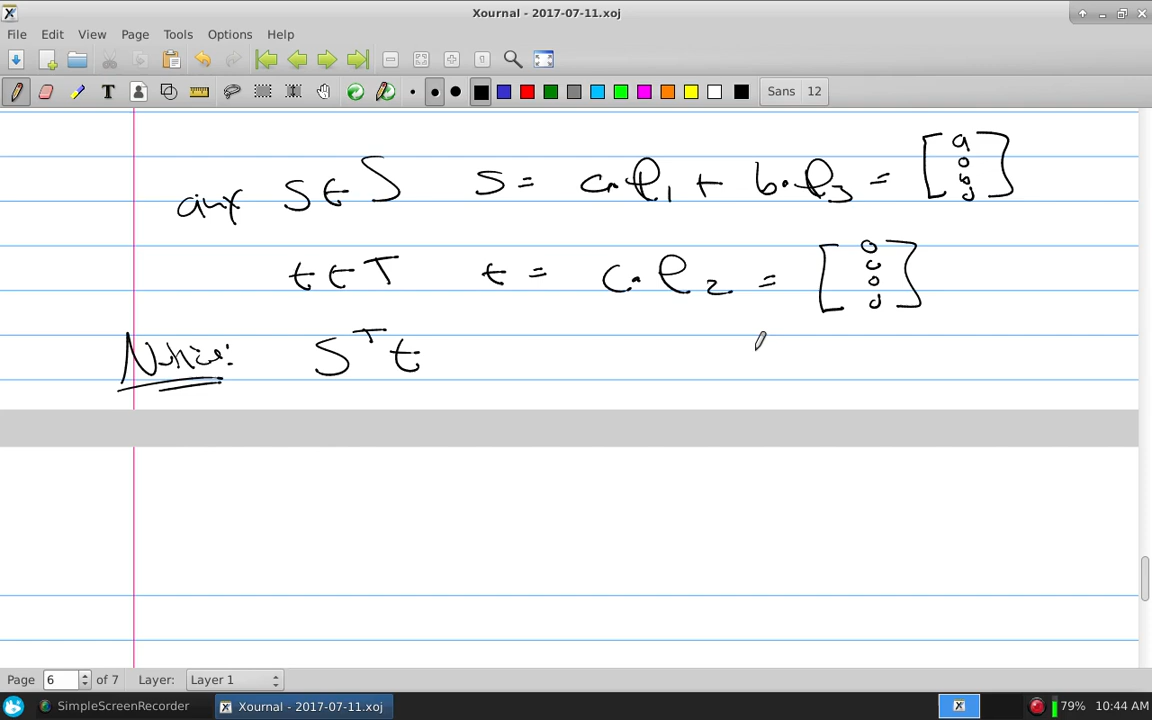 Xournal - 2017-07-11.xoj
File Edit View Page Tools Options Help
Sans 12
any s ∈ S s = a·e₁ + b·e₃ = [a 0 b 0]
t ∈ T t = c·e₂ = [0 c 0 0]
Notice: sᵀt
Page 6 of 7 Layer: Layer 1
SimpleScreenRecorder Xournal - 2017-07-11.xoj 79% 10:44 AM